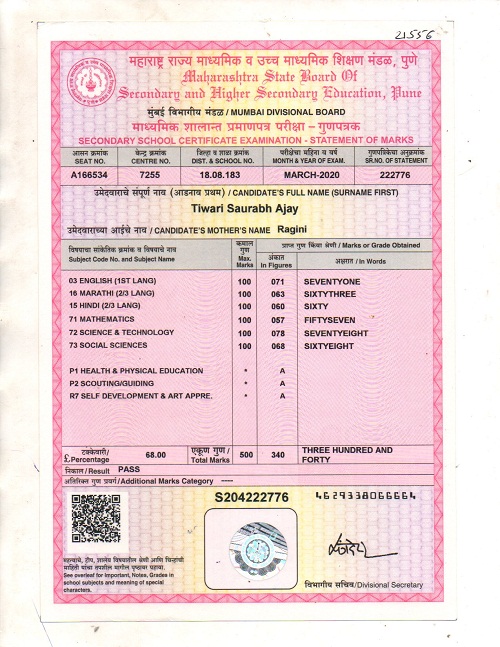 21556
महाराष्ट्र राज्य माध्यमिक व उच्च माध्यमिक शिक्षण मंडळ, पुणे
Maharashtra State Board Of
Secondary and Higher Secondary Education, Pune
मुंबई विभागीय मंडळ / MUMBAI DIVISIONAL BOARD
माध्यमिक शालान्त प्रमाणपत्र परीक्षा - गुणपत्रक
SECONDARY SCHOOL CERTIFICATE EXAMINATION - STATEMENT OF MARKS
आसन क्रमांक केन्द्र क्रमांक जिल्हा व शाळा क्रमांक परीक्षेचा महिना व वर्ष गुणपत्रिकेचा अनुक्रमांक
SEAT NO. CENTRE NO. DIST. & SCHOOL NO. MONTH & YEAR OF EXAM. SR.NO. OF STATEMENT
A166534 7255 18.08.183 MARCH-2020 222776
उमेदवाराचे संपूर्ण नाव (आडनाव प्रथम) / CANDIDATE'S FULL NAME (SURNAME FIRST)
Tiwari Saurabh Ajay
उमेदवाराच्या आईचे नाव / CANDIDATE'S MOTHER'S NAME Ragini
विषयाचा सांकेतिक क्रमांक व विषयाचे नाव कमाल गुण प्राप्त गुण किंवा श्रेणी / Marks or Grade Obtained
Subject Code No. and Subject Name Max. Marks अंकात In Figures अक्षरात / In Words
03 ENGLISH (1ST LANG) 100 071 SEVENTYONE
16 MARATHI (2/3 LANG) 100 063 SIXTYTHREE
15 HINDI (2/3 LANG) 100 060 SIXTY
71 MATHEMATICS 100 057 FIFTYSEVEN
72 SCIENCE & TECHNOLOGY 100 078 SEVENTYEIGHT
73 SOCIAL SCIENCES 100 068 SIXTYEIGHT
P1 HEALTH & PHYSICAL EDUCATION * A
P2 SCOUTING/GUIDING * A
R7 SELF DEVELOPMENT & ART APPRE. * A
टक्केवारी/ एकूण गुण / THREE HUNDRED AND
£ Percentage 68.00 Total Marks 500 340 FORTY
निकाल / Result PASS
अतिरिक्त गुण प्रवर्ग/Additional Marks Category ----
S204222776 4629338066664
महत्वाचे, टीप, शालेय विषयातील श्रेणी आणि चिन्हांची
माहिती यांचा तपशील मागील पृष्ठावर पहावा.
See overleaf for Important, Notes, Grades in
school subjects and meaning of special
characters.
विभागीय सचिव/Divisional Secretary